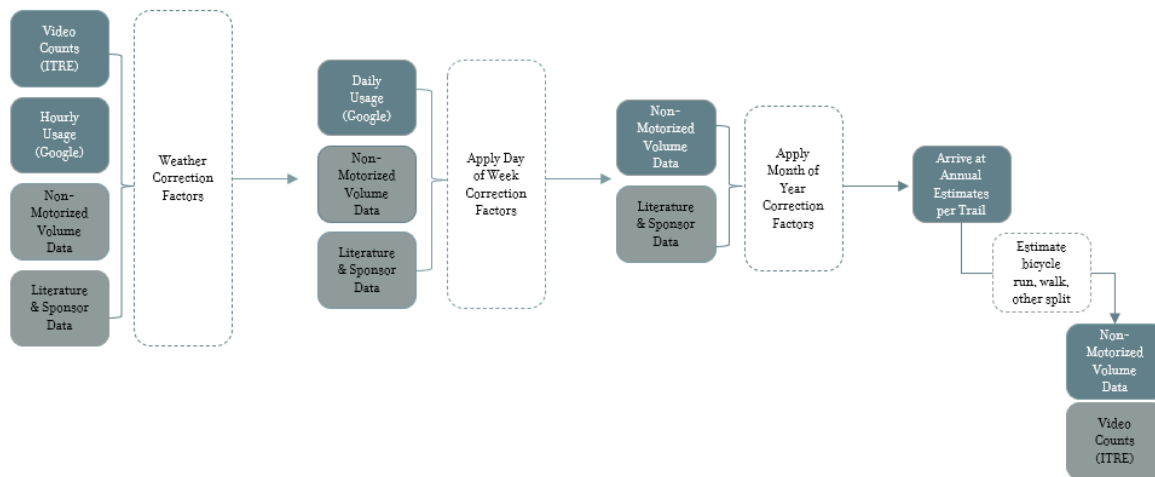 Video
Counts
(ITRE)
Hourly
Usage
(Google)
Non-
Motorized
Volume
Data
Literature
& Sponsor
Data
Weather
Correction
Factors
Daily
Usage
(Google)
Non-
Motorized
Volume
Data
Literature
& Sponsor
Data
Apply Day
of Week
Correction
Factors
Non-
Motorized
Volume
Data
Literature
& Sponsor
Data
Apply
Month of
Year
Correction
Factors
Arrive at
Annual
Estimates
per Trail
Estimate
bicycle
run, walk,
other split
Non-
Motorized
Volume
Data
Video
Counts
(ITRE)